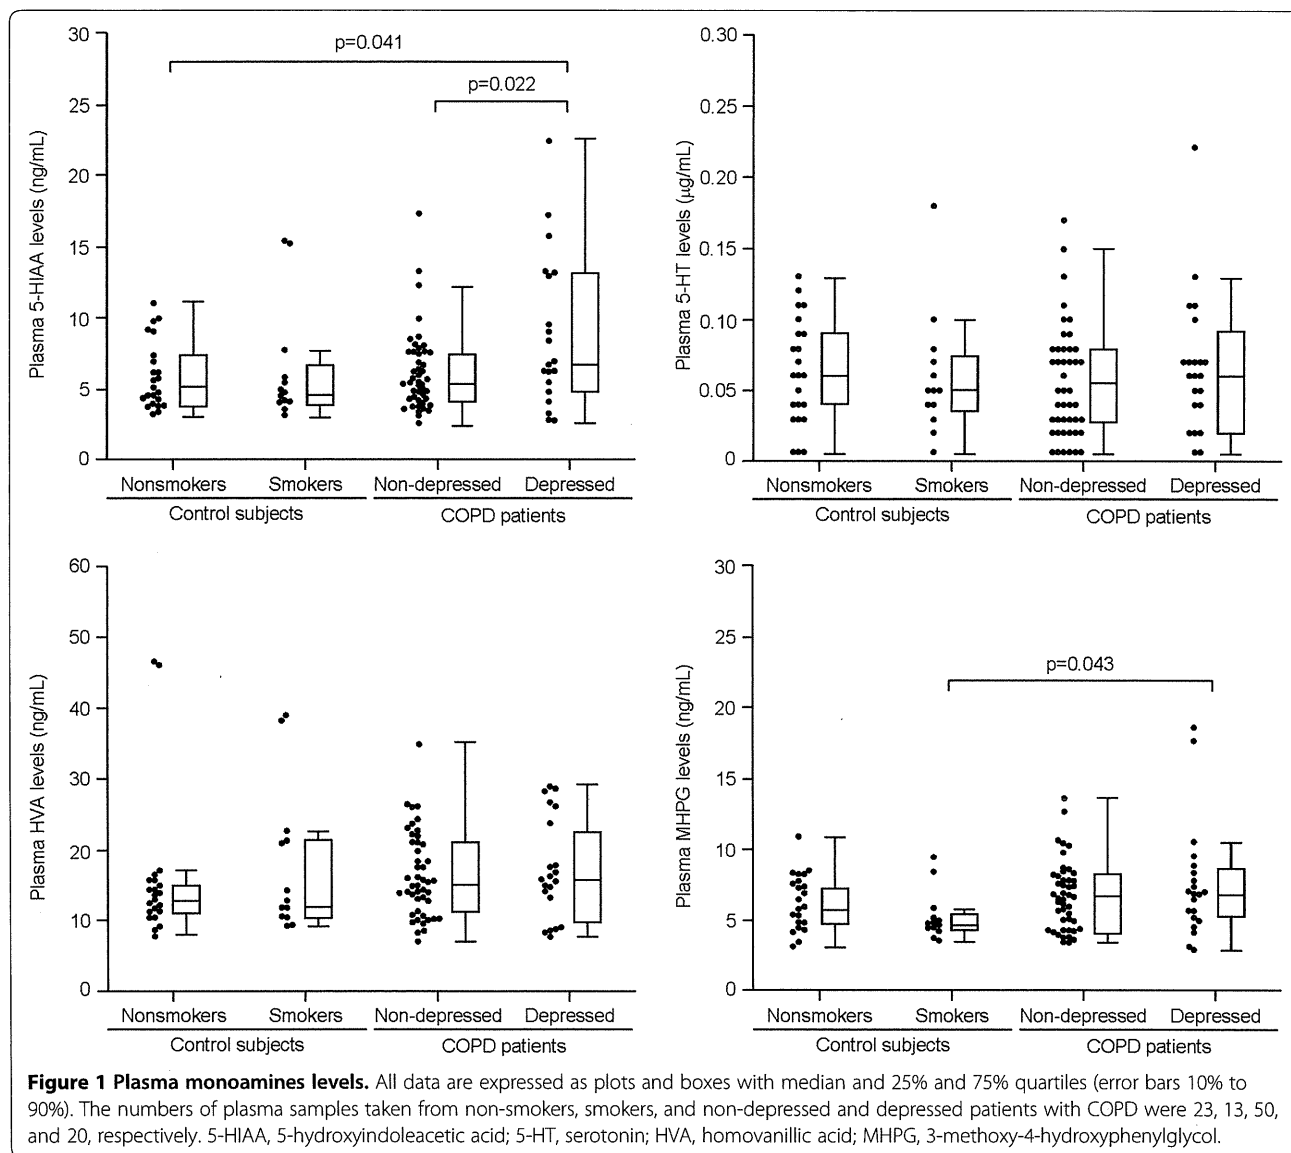 30
25
20
15
10
5
0
Plasma 5-HIAA levels (ng/mL)
p=0.041
p=0.022
Nonsmokers Smokers Non-depressed Depressed
Control subjects COPD patients
0.30
0.25
0.20
0.15
0.10
0.05
0
Plasma 5-HT levels (μg/mL)
Nonsmokers Smokers Non-depressed Depressed
Control subjects COPD patients
60
50
40
30
20
10
0
Plasma HVA levels (ng/mL)
Nonsmokers Smokers Non-depressed Depressed
Control subjects COPD patients
30
25
20
15
10
5
0
Plasma MHPG levels (ng/mL)
p=0.043
Nonsmokers Smokers Non-depressed Depressed
Control subjects COPD patients
Figure 1 Plasma monoamines levels. All data are expressed as plots and boxes with median and 25% and 75% quartiles (error bars 10% to
90%). The numbers of plasma samples taken from non-smokers, smokers, and non-depressed and depressed patients with COPD were 23, 13, 50,
and 20, respectively. 5-HIAA, 5-hydroxyindoleacetic acid; 5-HT, serotonin; HVA, homovanillic acid; MHPG, 3-methoxy-4-hydroxyphenylglycol.